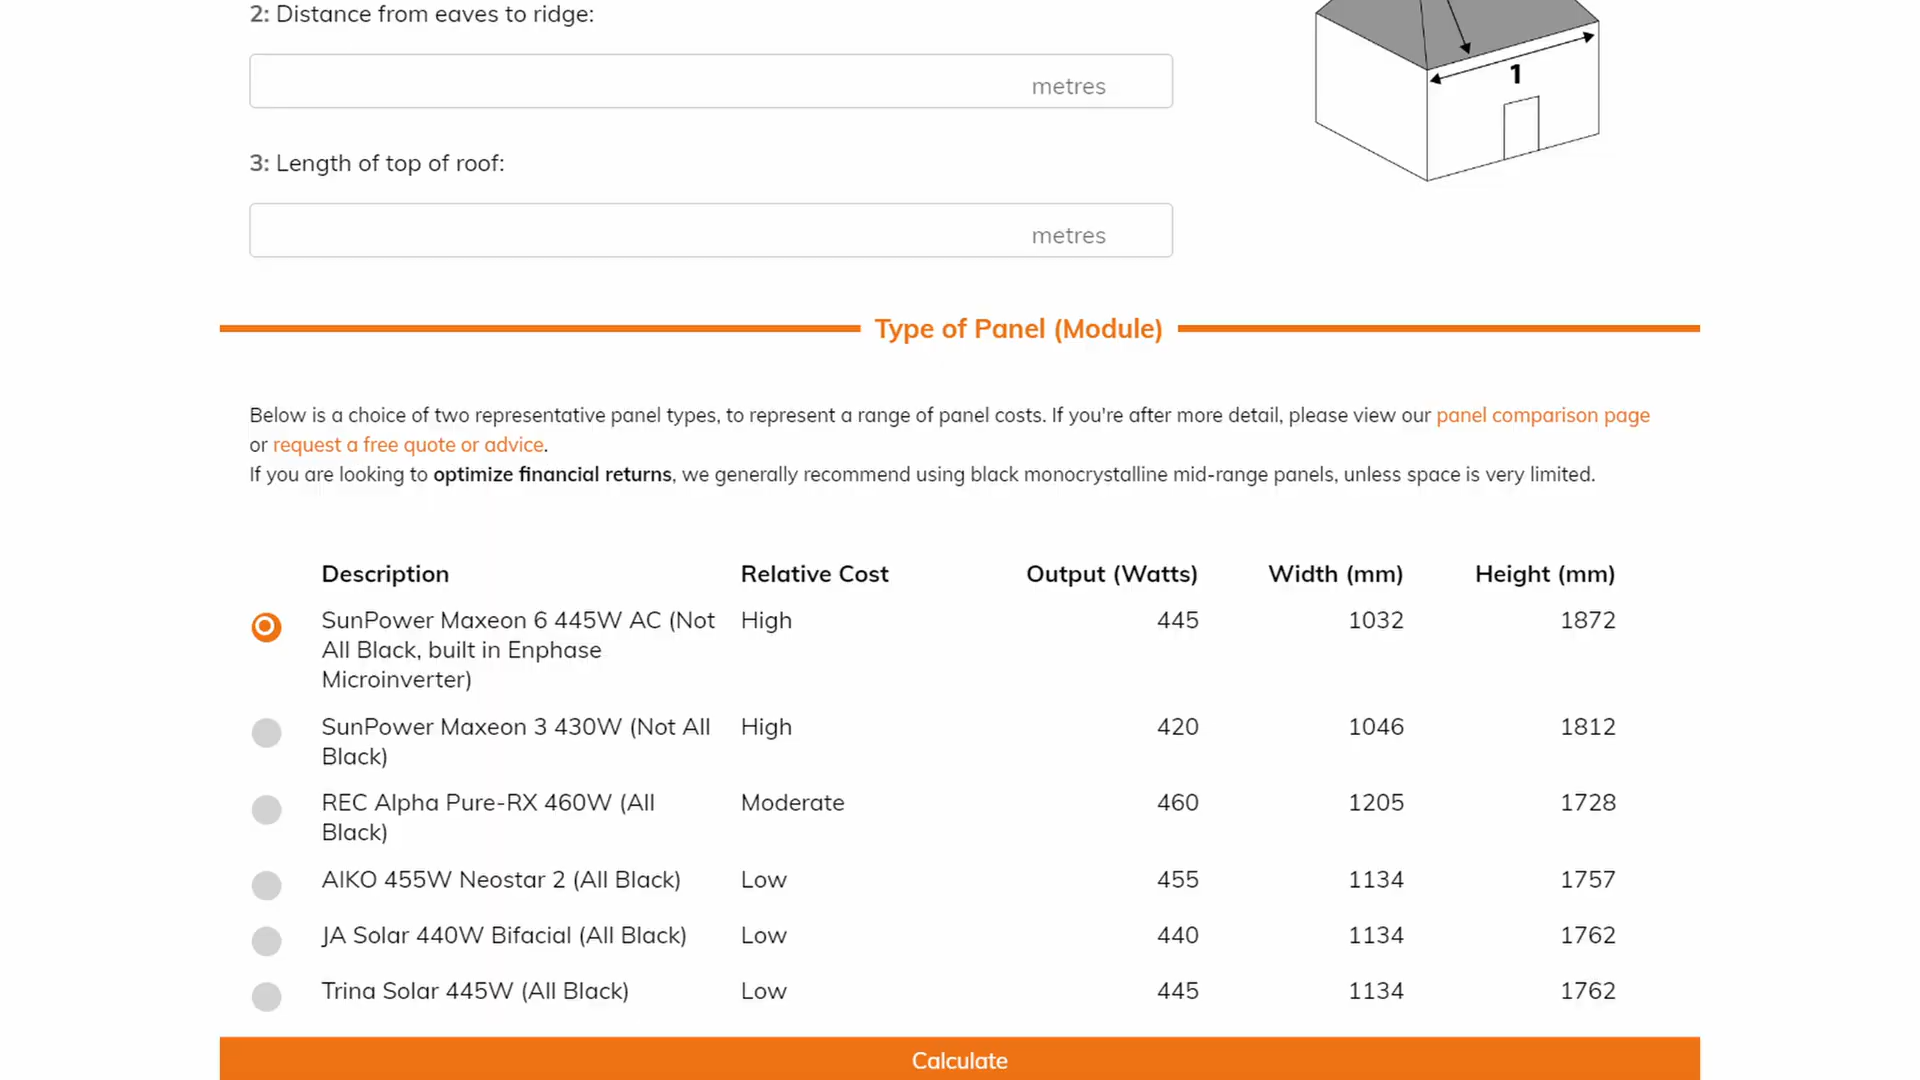 2: Distance from eaves to ridge:
metres
1
3: Length of top of roof:
metres
Type of Panel (Module)
Below is a choice of two representative panel types, to represent a range of panel costs. If you're after more detail, please view our panel comparison page
or request a free quote or advice.
If you are looking to optimize financial returns, we generally recommend using black monocrystalline mid-range panels, unless space is very limited.
Description Relative Cost Output (Watts) Width (mm) Height (mm)
SunPower Maxeon 6 445W AC (Not High 445 1032 1872
All Black, built in Enphase
Microinverter)
SunPower Maxeon 3 430W (Not All High 420 1046 1812
Black)
REC Alpha Pure-RX 460W (All Moderate 460 1205 1728
Black)
AIKO 455W Neostar 2 (All Black) Low 455 1134 1757
JA Solar 440W Bifacial (All Black) Low 440 1134 1762
Trina Solar 445W (All Black) Low 445 1134 1762
Calculate